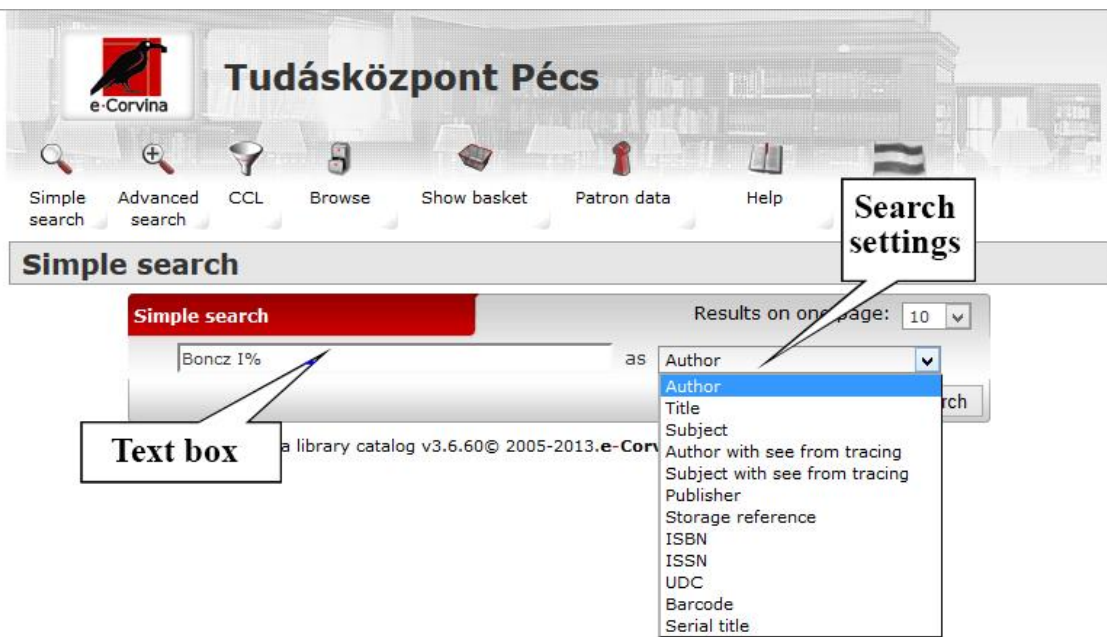 e-Corvina
Tudásközpont Pécs
Simple
search
Advanced
search
CCL
Browse
Show basket
Patron data
Help
Search
settings
Simple search
Simple search
Results on one page: 10
Boncz I%
as
Author
Author
Title
Subject
Author with see from tracing
Subject with see from tracing
Publisher
Storage reference
ISBN
ISSN
UDC
Barcode
Serial title
rch
Text box
a library catalog v3.6.60© 2005-2013.e-Corv